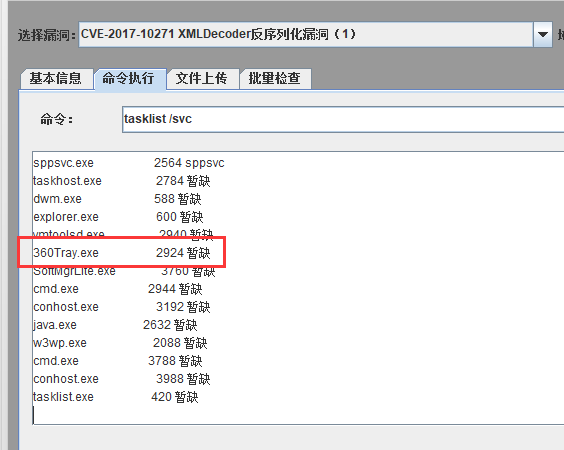 选择漏洞: CVE-2017-10271 XMLDecoder反序列化漏洞（1）
基本信息 命令执行 文件上传 批量检查
命令： tasklist /svc
sppsvc.exe 2564 sppsvc
taskhost.exe 2784 暂缺
dwm.exe 588 暂缺
explorer.exe 600 暂缺
vmtoolsd.exe 2940 暂缺
360Tray.exe 2924 暂缺
SoftMgrLite.exe 3760 暂缺
cmd.exe 2944 暂缺
conhost.exe 3192 暂缺
java.exe 2632 暂缺
w3wp.exe 2088 暂缺
cmd.exe 3788 暂缺
conhost.exe 3988 暂缺
tasklist.exe 420 暂缺